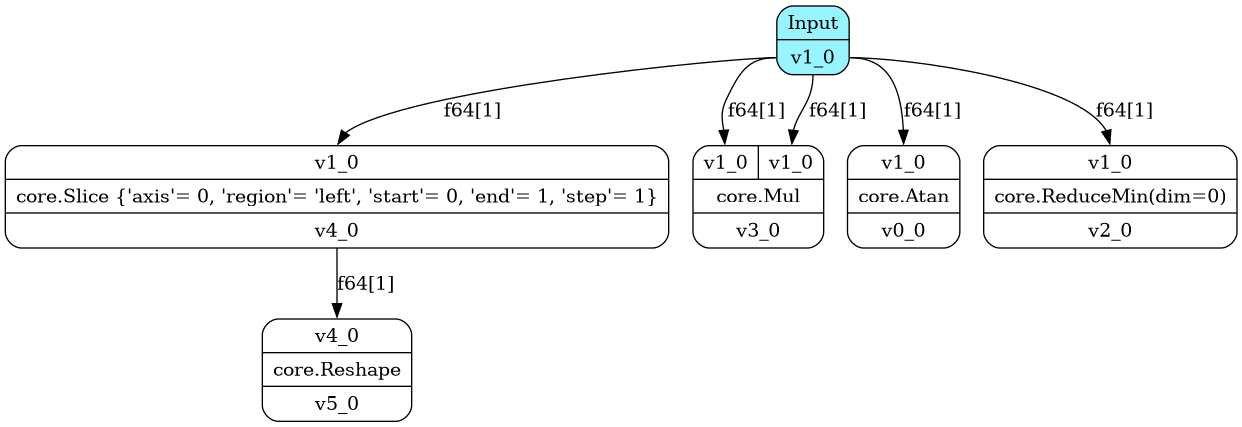 Input
v1_0
f64[1]
f64[1]
f64[1]
f64[1]
f64[1]
v1_0
core.Slice {'axis'= 0, 'region'= 'left', 'start'= 0, 'end'= 1, 'step'= 1}
v4_0
v1_0
v1_0
core.Mul
v3_0
v1_0
core.Atan
v0_0
v1_0
core.ReduceMin(dim=0)
v2_0
f64[1]
v4_0
core.Reshape
v5_0